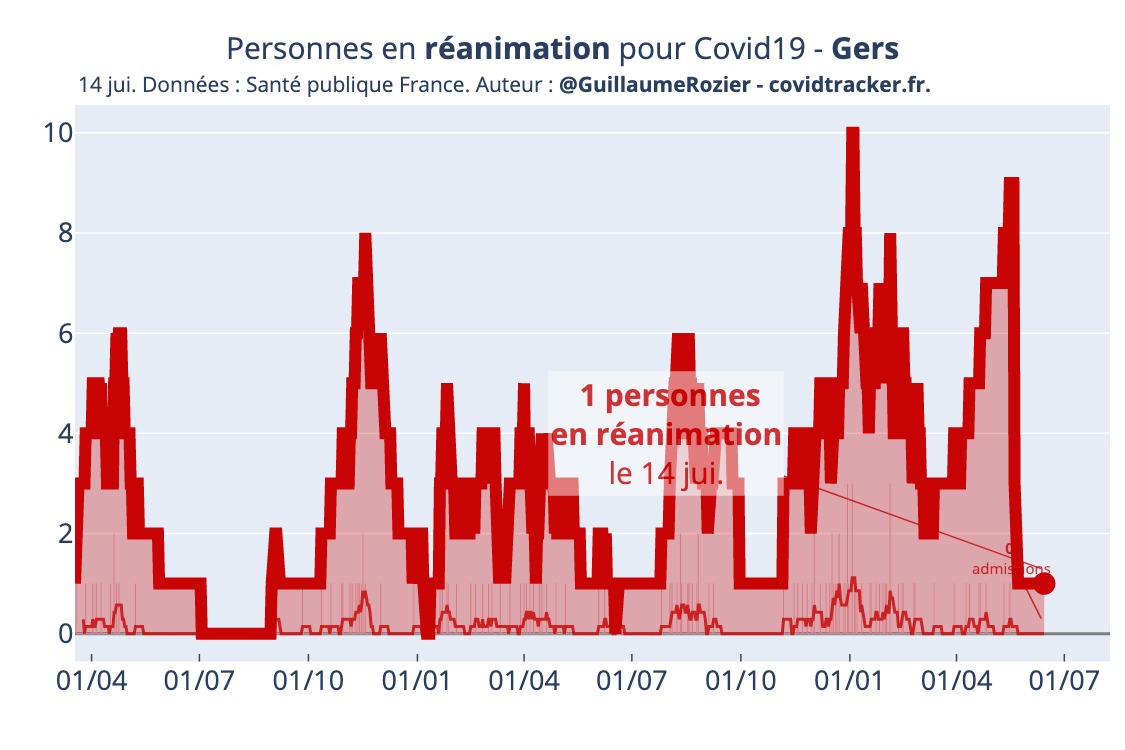 Personnes en réanimation pour Covid19 - Gers
14 jui. Données : Santé publique France. Auteur : @GuillaumeRozier - covidtracker.fr.
10
8
6
4
2
0
1 personnes
en réanimation
le 14 jui.
0
admissions
01/04 01/07 01/10 01/01 01/04 01/07 01/10 01/01 01/04 01/07